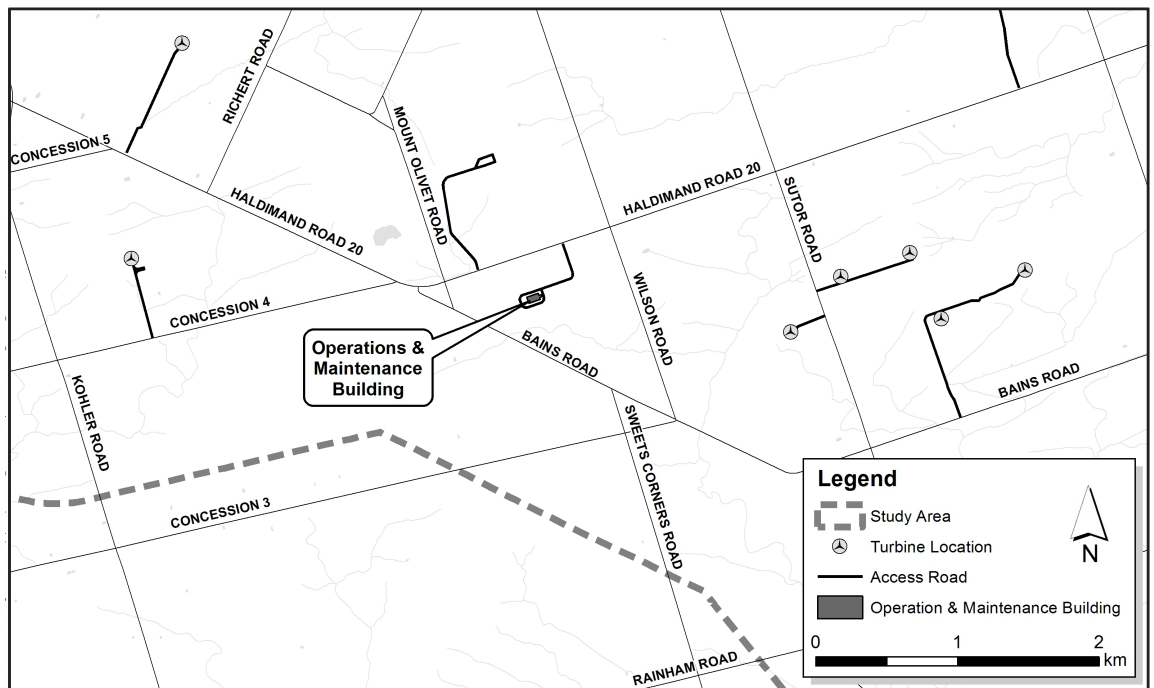 RICHERT ROAD
CONCESSION 5
MOUNT OLIVET ROAD
HALDIMAND ROAD 20
HALDIMAND ROAD 20
SUTOR ROAD
CONCESSION 4
WILSON ROAD
Operations &
Maintenance
Building
BAINS ROAD
BAINS ROAD
KOHLER ROAD
SWEETS CORNERS ROAD
CONCESSION 3
RAINHAM ROAD
Legend
Study Area
Turbine Location
Access Road
Operation & Maintenance Building
N
0 1 2
km